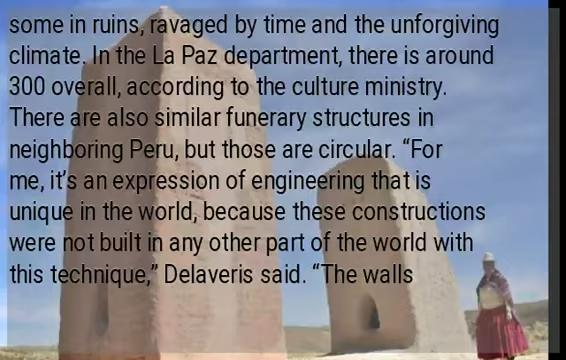 some in ruins, ravaged by time and the unforgiving
climate. In the La Paz department, there is around
300 overall, according to the culture ministry.
There are also similar funerary structures in
neighboring Peru, but those are circular. “For
me, it’s an expression of engineering that is
unique in the world, because these constructions
were not built in any other part of the world with
this technique,” Delaveris said. “The walls